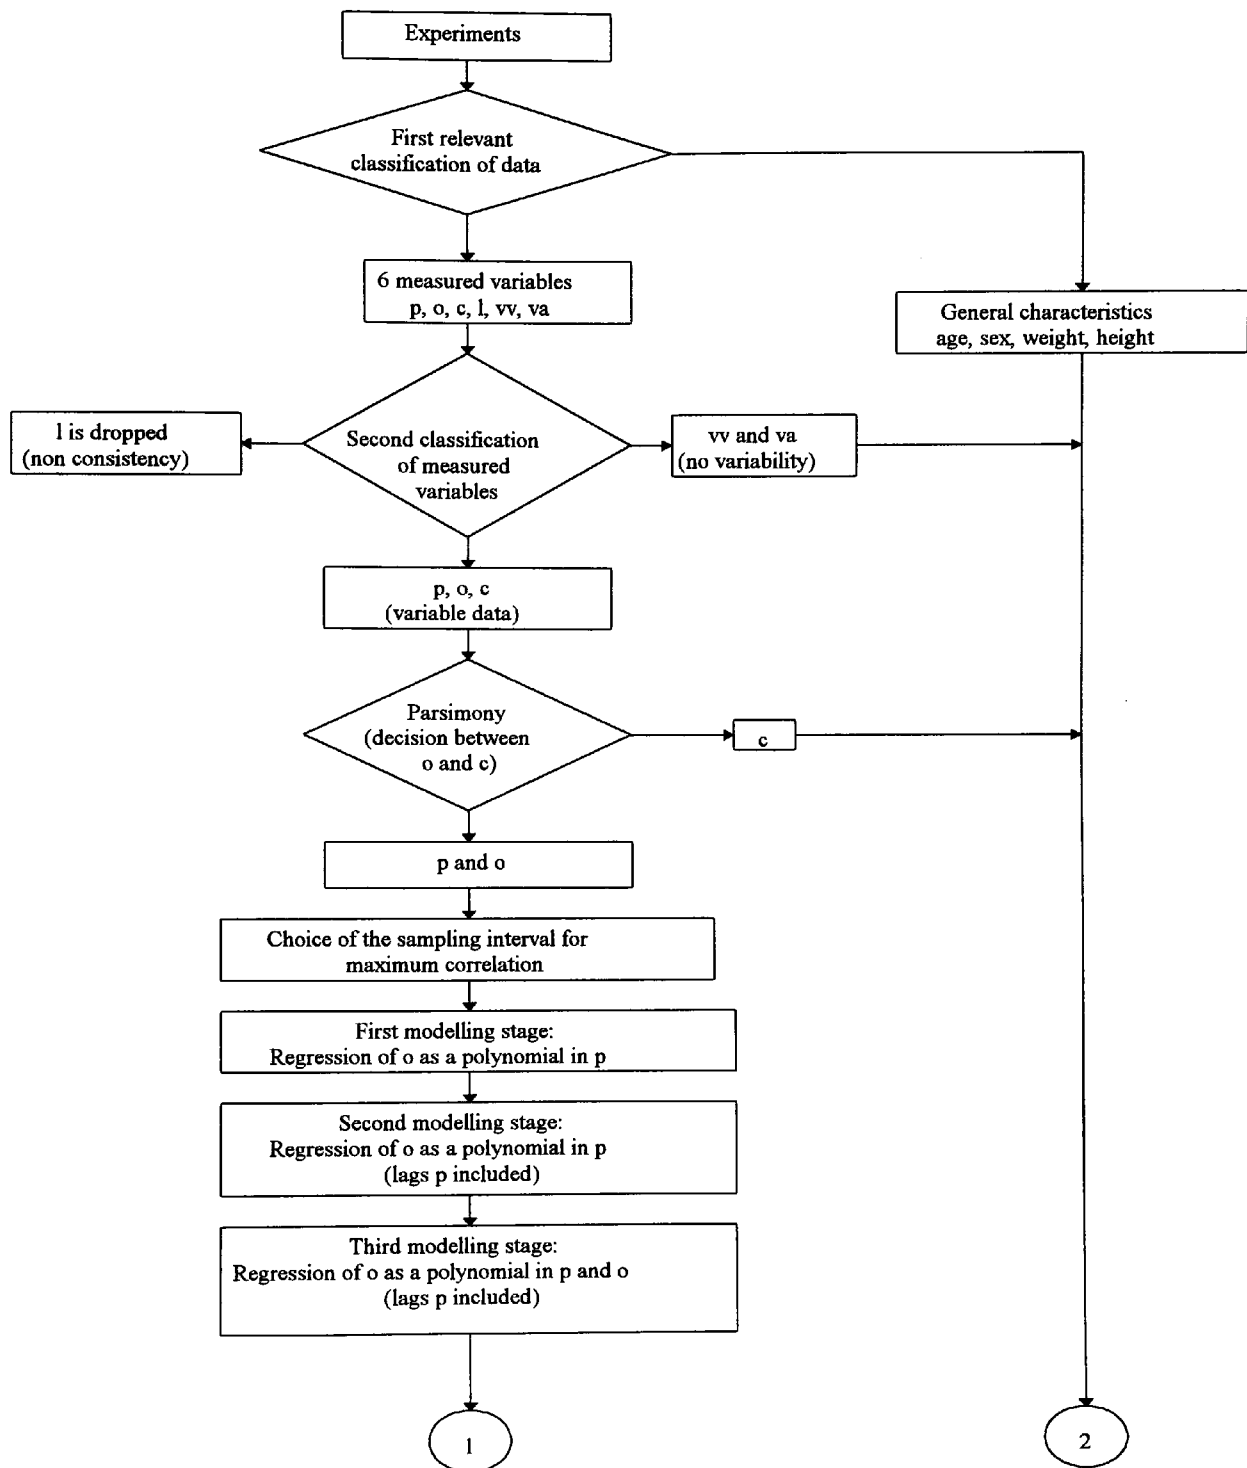 Experiments
First relevant
classification of data
6 measured variables
p, o, c, l, vv, va
General characteristics
age, sex, weight, height
l is dropped
(non consistency)
Second classification
of measured
variables
vv and va
(no variability)
p, o, c
(variable data)
Parsimony
(decision between
o and c)
c
p and o
Choice of the sampling interval for
maximum correlation
First modelling stage:
Regression of o as a polynomial in p
Second modelling stage:
Regression of o as a polynomial in p
(lags p included)
Third modelling stage:
Regression of o as a polynomial in p and o
(lags p included)
1
2